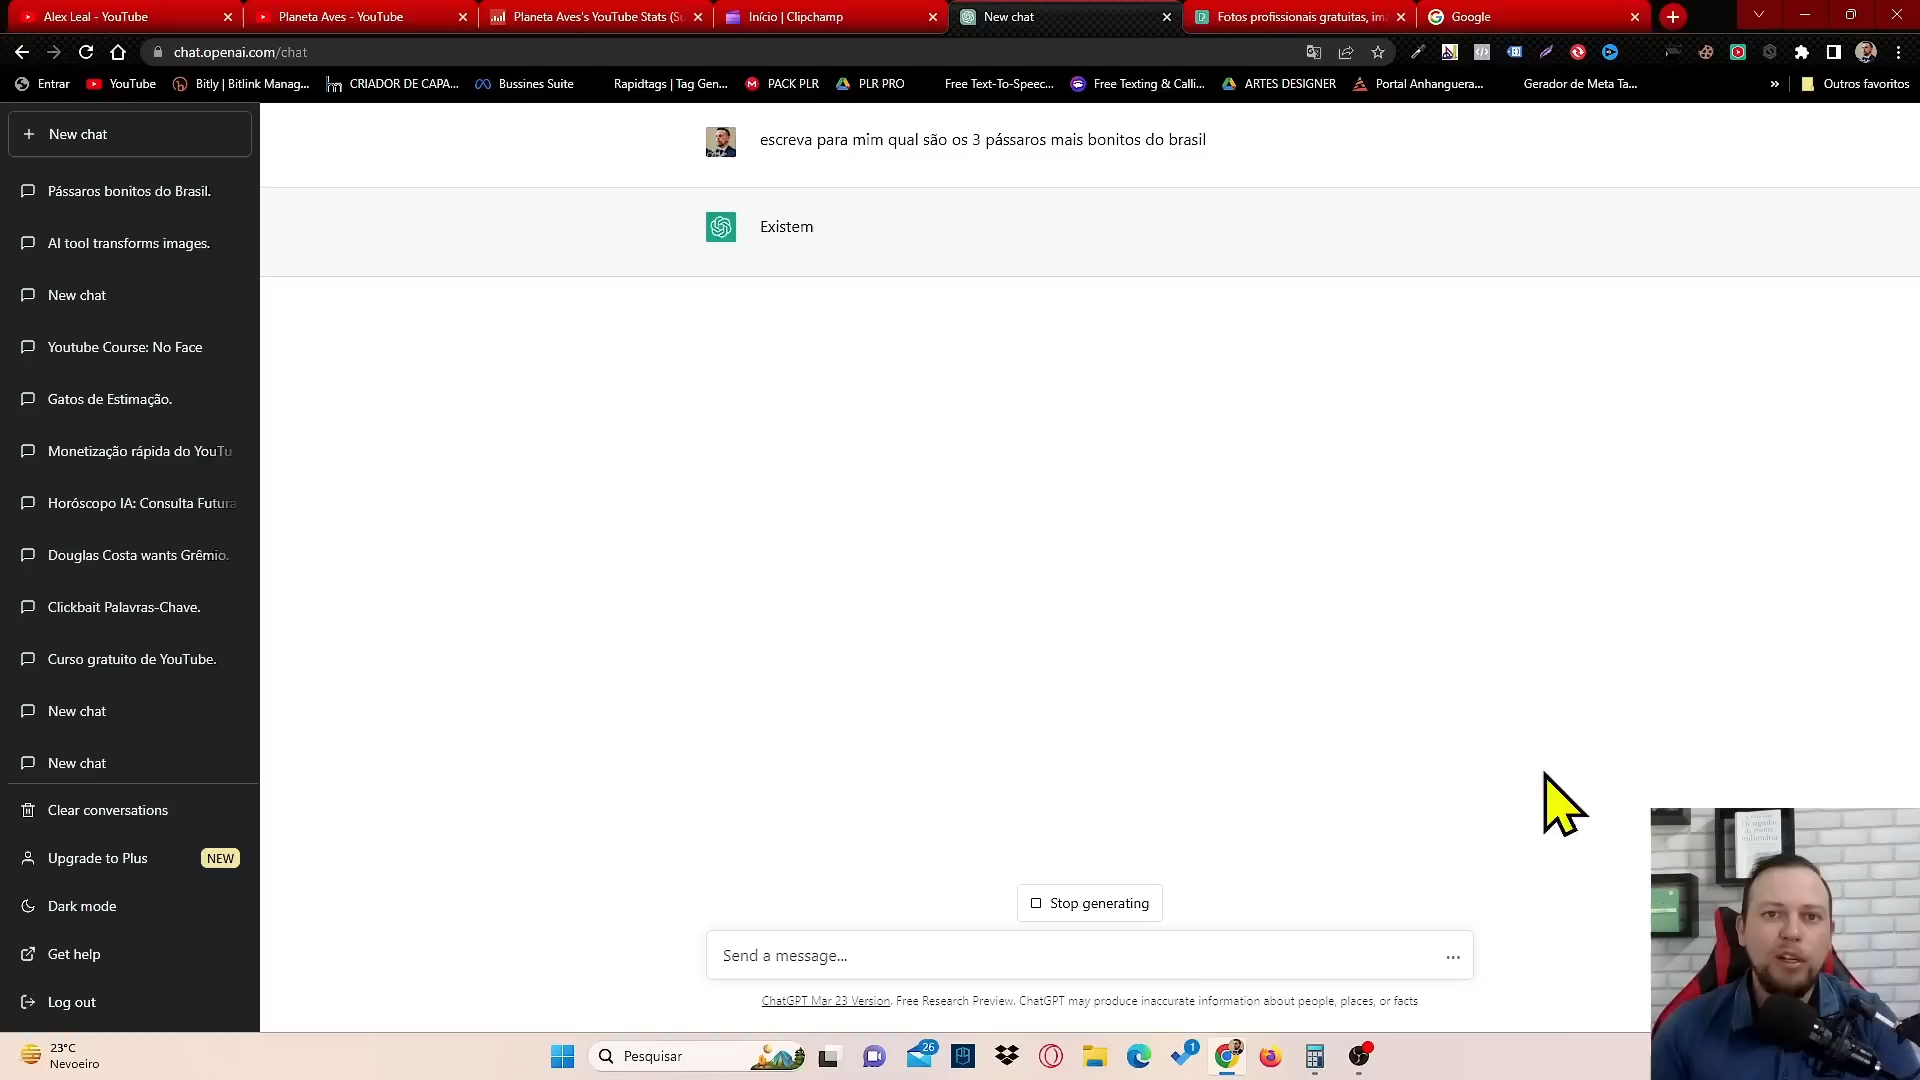 Alex Leal - YouTube
Planeta Aves - YouTube
Planeta Aves's YouTube Stats (Su
Início | Clipchamp
New chat
Fotos profissionais gratuitas, im
Google
chat.openai.com/chat
Entrar
YouTube
Bitly | Bitlink Manag...
CRIADOR DE CAPA...
Bussines Suite
Rapidtags | Tag Gen...
PACK PLR
PLR PRO
Free Text-To-Speec...
Free Texting & Calli...
ARTES DESIGNER
Portal Anhanguera...
Gerador de Meta Ta...
»
Outros favoritos
+ New chat
Pássaros bonitos do Brasil.
AI tool transforms images.
New chat
Youtube Course: No Face
Gatos de Estimação.
Monetização rápida do YouTu
Horóscopo IA: Consulta Futura
Douglas Costa wants Grêmio.
Clickbait Palavras-Chave.
Curso gratuito de YouTube.
New chat
New chat
Clear conversations
Upgrade to Plus NEW
Dark mode
Get help
Log out
escreva para mim qual são os 3 pássaros mais bonitos do brasil
Existem
Stop generating
Send a message...
ChatGPT Mar 23 Version. Free Research Preview. ChatGPT may produce inaccurate information about people, places, or facts
23°C
Nevoeiro
Pesquisar
26
1